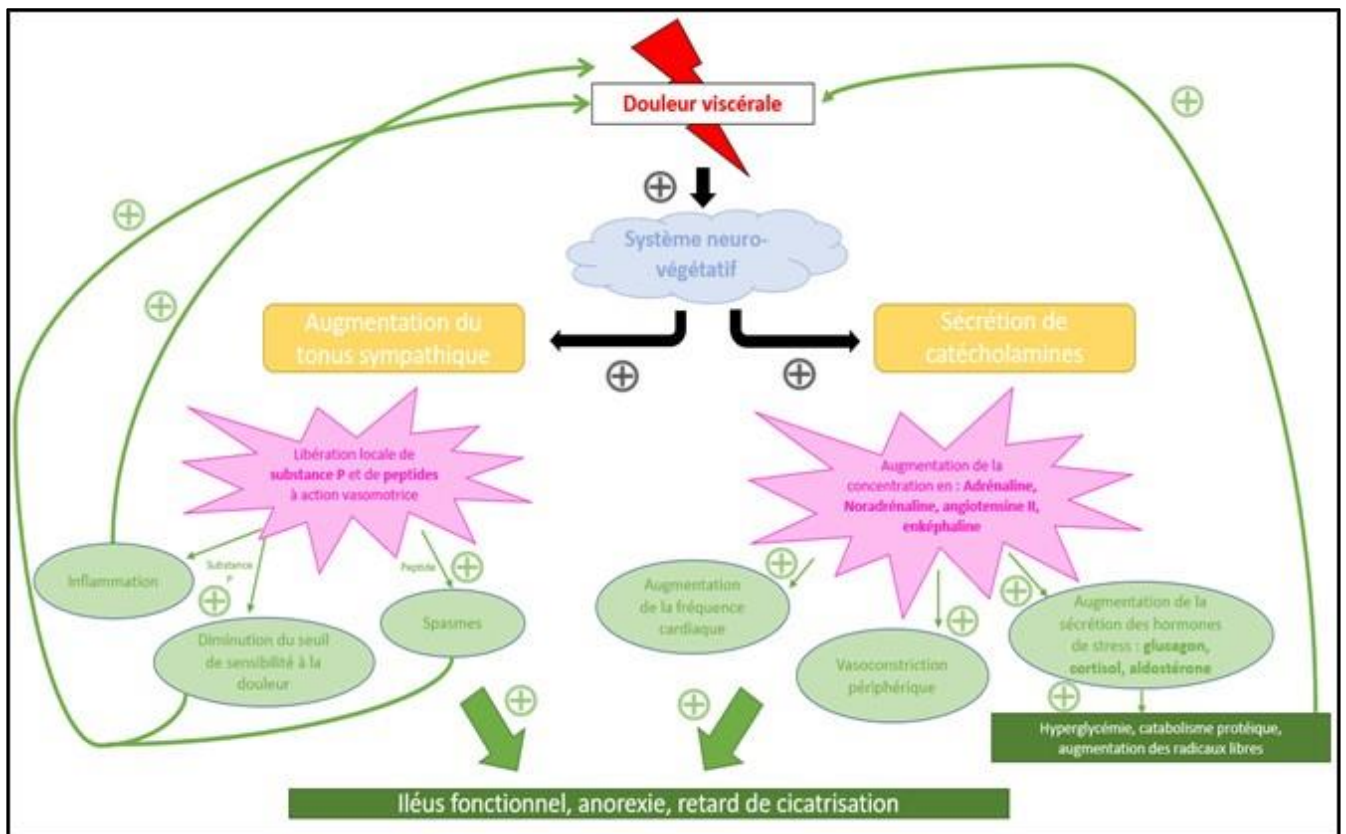 Douleur viscérale
Système neuro-
végétatif
Augmentation du
tonus sympathique
Sécrétion de
catécholamines
Libération locale de
substance P et de peptides
à action vasomotrice
Augmentation de la
concentration en : Adrénaline,
Noradrénaline, angiotensine II,
enképhaline
Inflammation
Substance
P
Peptide
Diminution du seuil
de sensibilité à la
douleur
Spasmes
Augmentation
de la fréquence
cardiaque
Vasoconstriction
périphérique
Augmentation de la
sécrétion des hormones
de stress : glucagon,
cortisol, aldostérone
Hyperglycémie, catabolisme protéique,
augmentation des radicaux libres
Iléus fonctionnel, anorexie, retard de cicatrisation